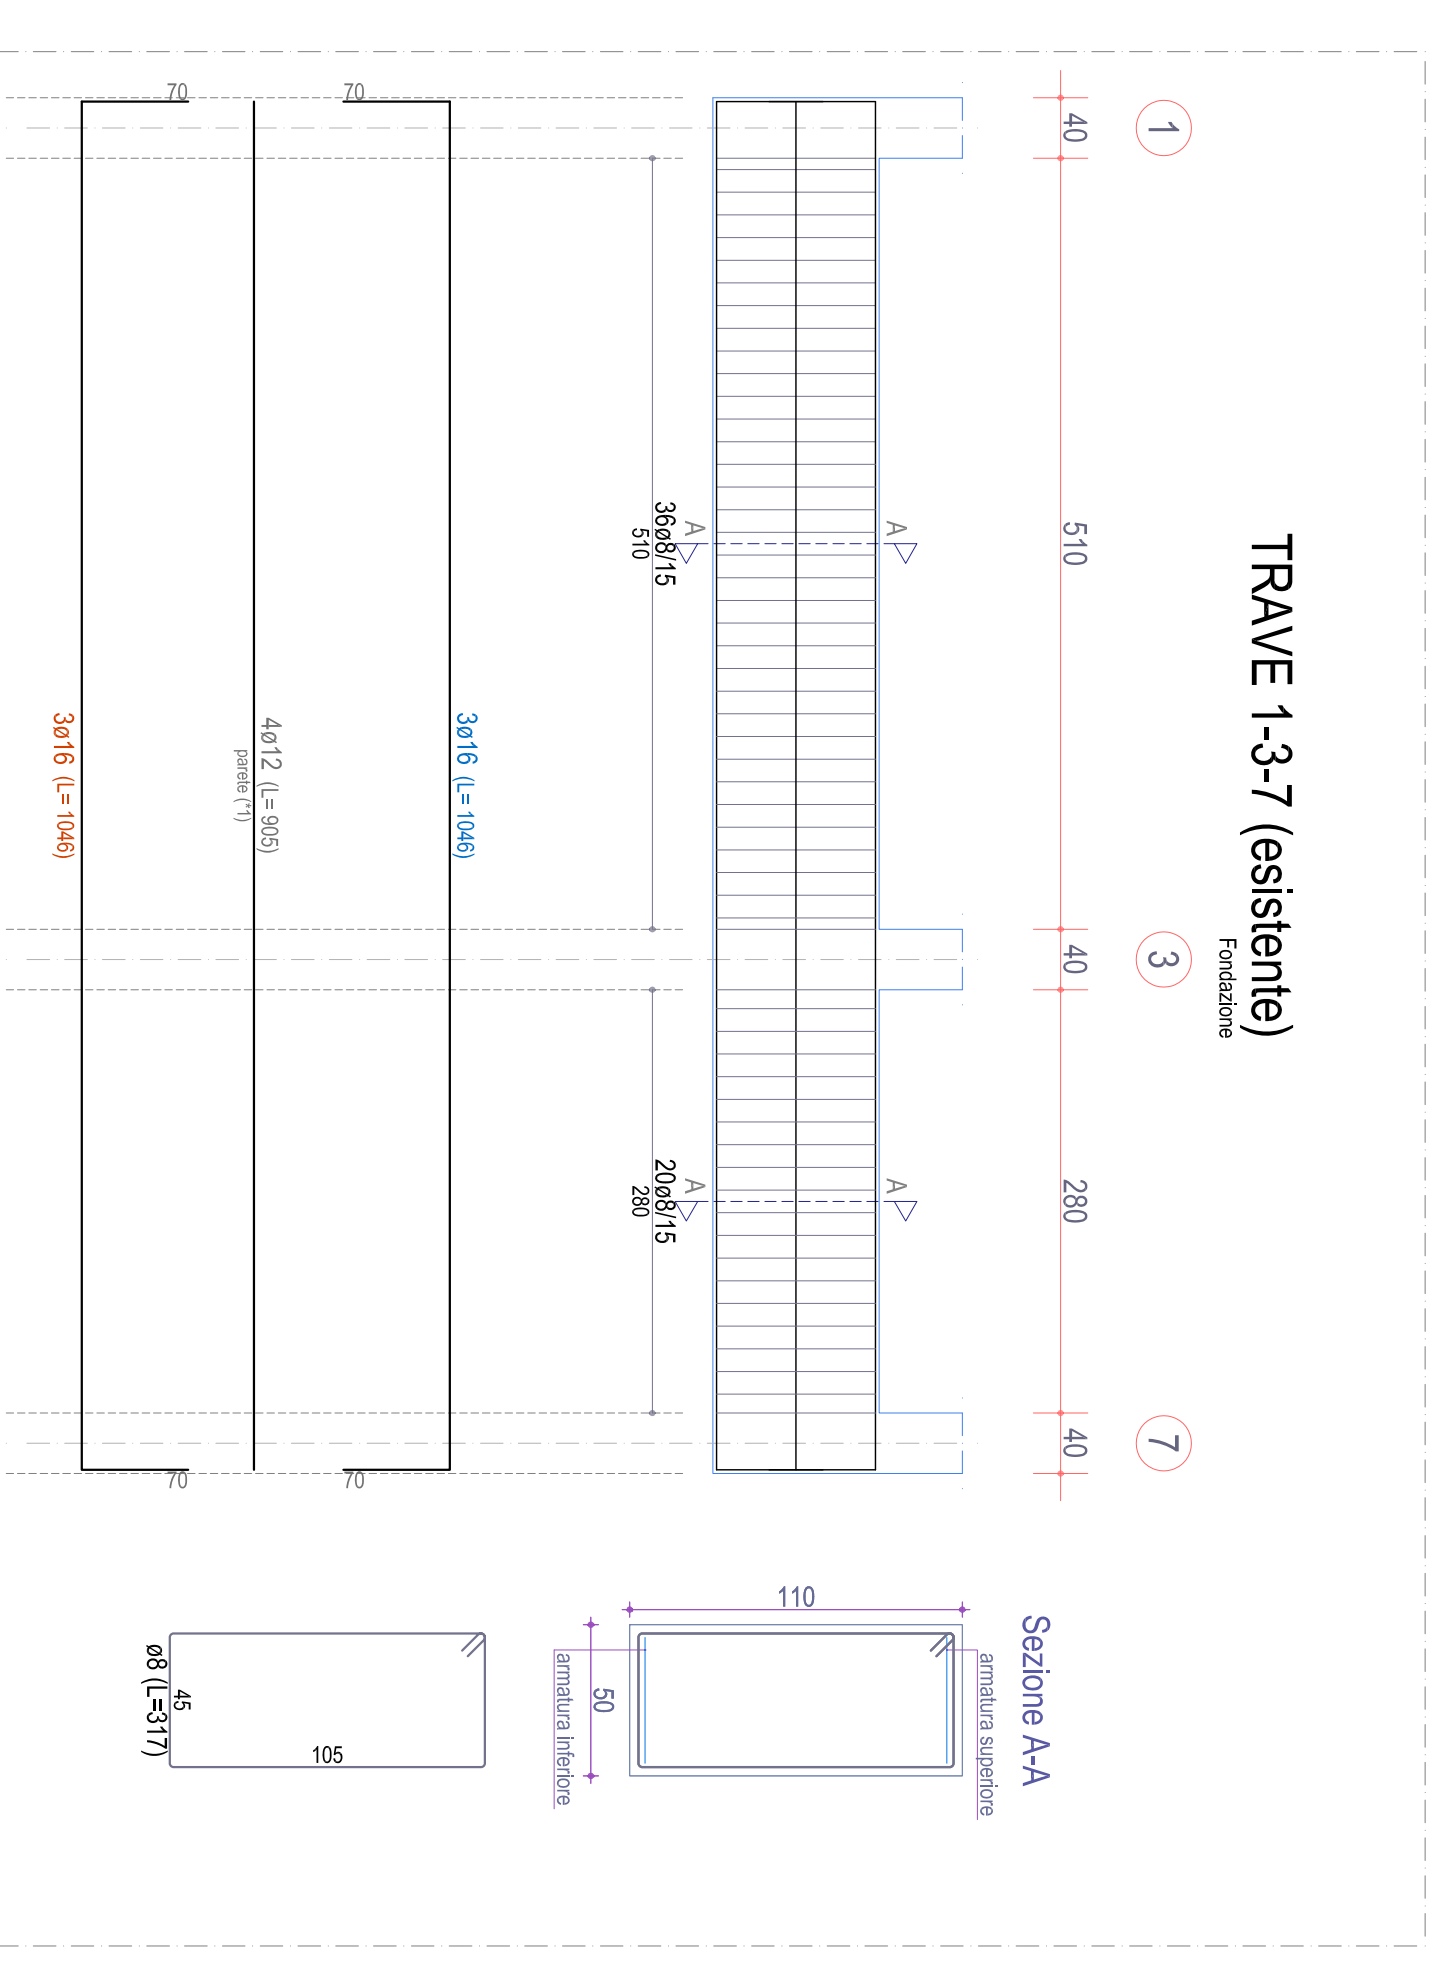 TRAVE 1-3-7 (esistente)
Fondazione
1
3
7
40
510
40
280
40
A
A
A
A
36ø8/15
510
20ø8/15
280
70
70
3ø16 (L= 1046)
4ø12 (L= 905)
parete (*1)
70
70
3ø16 (L= 1046)
Sezione A-A
armatura superiore
110
50
armatura inferiore
105
45
ø8 (L=317)